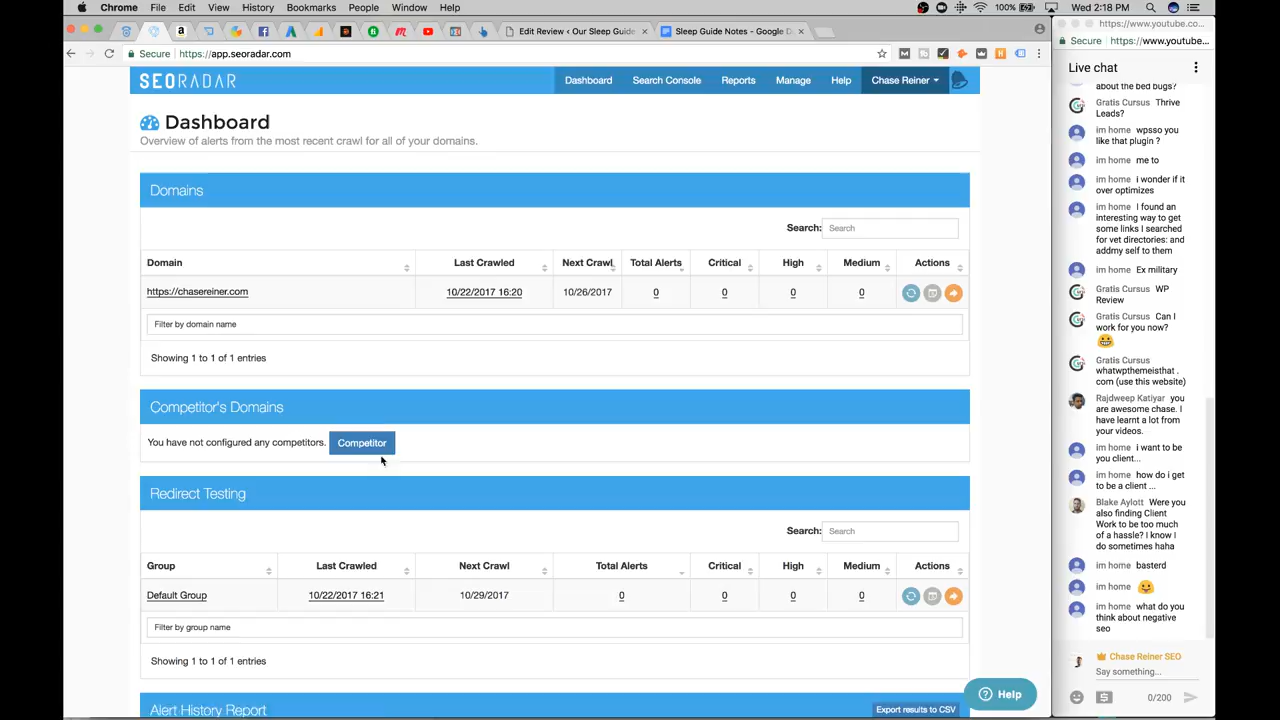 Chrome File Edit View History Bookmarks People Window Help
100% Wed 2:18 PM
Edit Review ‹ Our Sleep Guide
Sleep Guide Notes - Google D
https://www.youtube.co...
Secure https://app.seoradar.com
Secure https://www.youtube...
SEORADAR
Dashboard Search Console Reports Manage Help Chase Reiner
Dashboard
Overview of alerts from the most recent crawl for all of your domains.
Domains
Search: Search
Domain Last Crawled Next Crawl Total Alerts Critical High Medium Actions
https://chasereiner.com 10/22/2017 16:20 10/26/2017 0 0 0 0
Filter by domain name
Showing 1 to 1 of 1 entries
Competitor's Domains
You have not configured any competitors. Competitor
Redirect Testing
Search: Search
Group Last Crawled Next Crawl Total Alerts Critical High Medium Actions
Default Group 10/22/2017 16:21 10/29/2017 0 0 0 0
Filter by group name
Showing 1 to 1 of 1 entries
Alert History Report
Export results to CSV
Help
Live chat
about the bed bugs?
Gratis Cursus Thrive
Leads?
im home wpsso you
like that plugin ?
im home me to
im home i wonder if it
over optimizes
im home I found an
interesting way to get
some links I searched
for vet directories: and
addmy self to them
im home Ex military
Gratis Cursus WP
Review
Gratis Cursus Can I
work for you now?
Gratis Cursus
whatwpthemeisthat .
com (use this website)
Rajdweep Katiyar you
are awesome chase. I
have learnt a lot from
your videos.
im home i want to be
you client...
im home how do i get
to be a client ...
Blake Aylott Were you
also finding Client
Work to be too much
of a hassle? I know I
do sometimes haha
im home basterd
im home
im home what do you
think about negative
seo
Chase Reiner SEO
Say something...
0/200